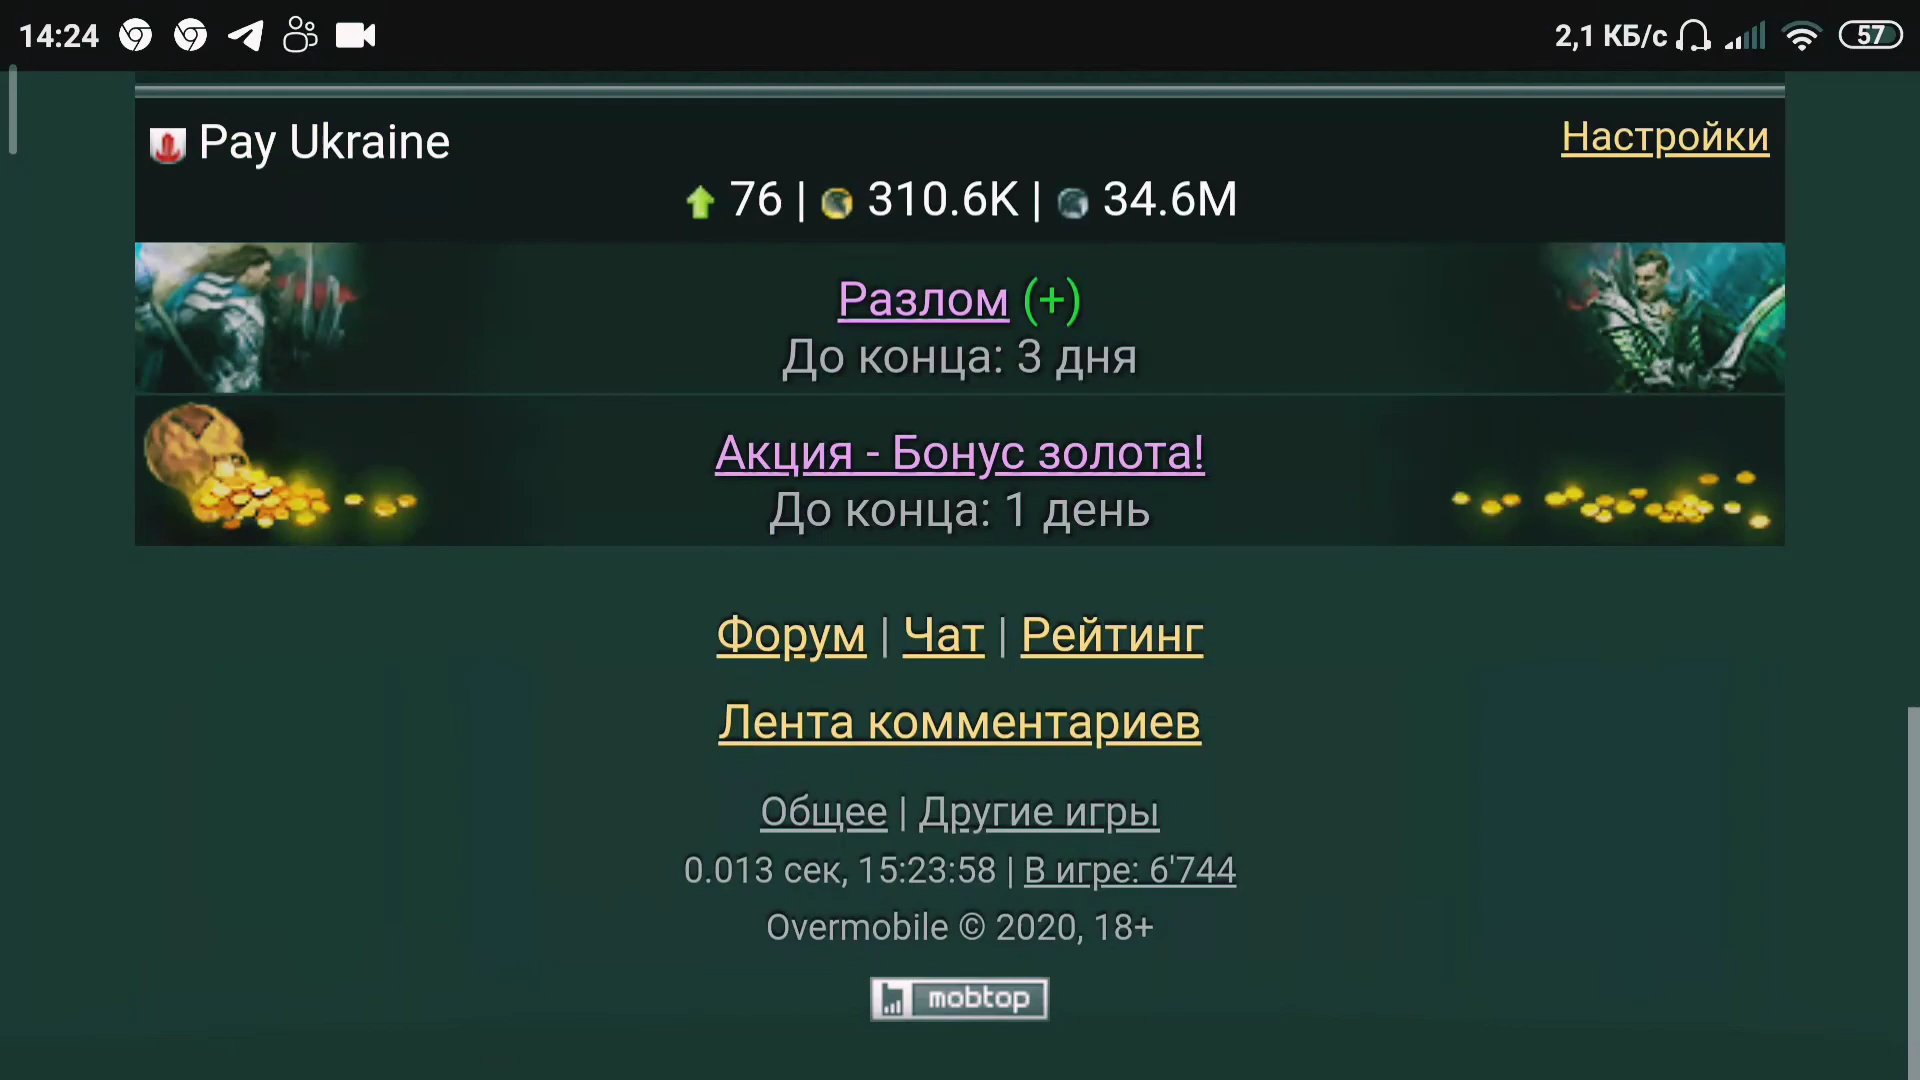 14:24 2,1 КБ/с 57
Pay Ukraine Настройки
76 | 310.6K | 34.6M
Разлом (+)
До конца: 3 дня
Акция - Бонус золота!
До конца: 1 день
Форум | Чат | Рейтинг
Лента комментариев
Общее | Другие игры
0.013 сек, 15:23:58 | В игре: 6'744
Overmobile © 2020, 18+
mobtop